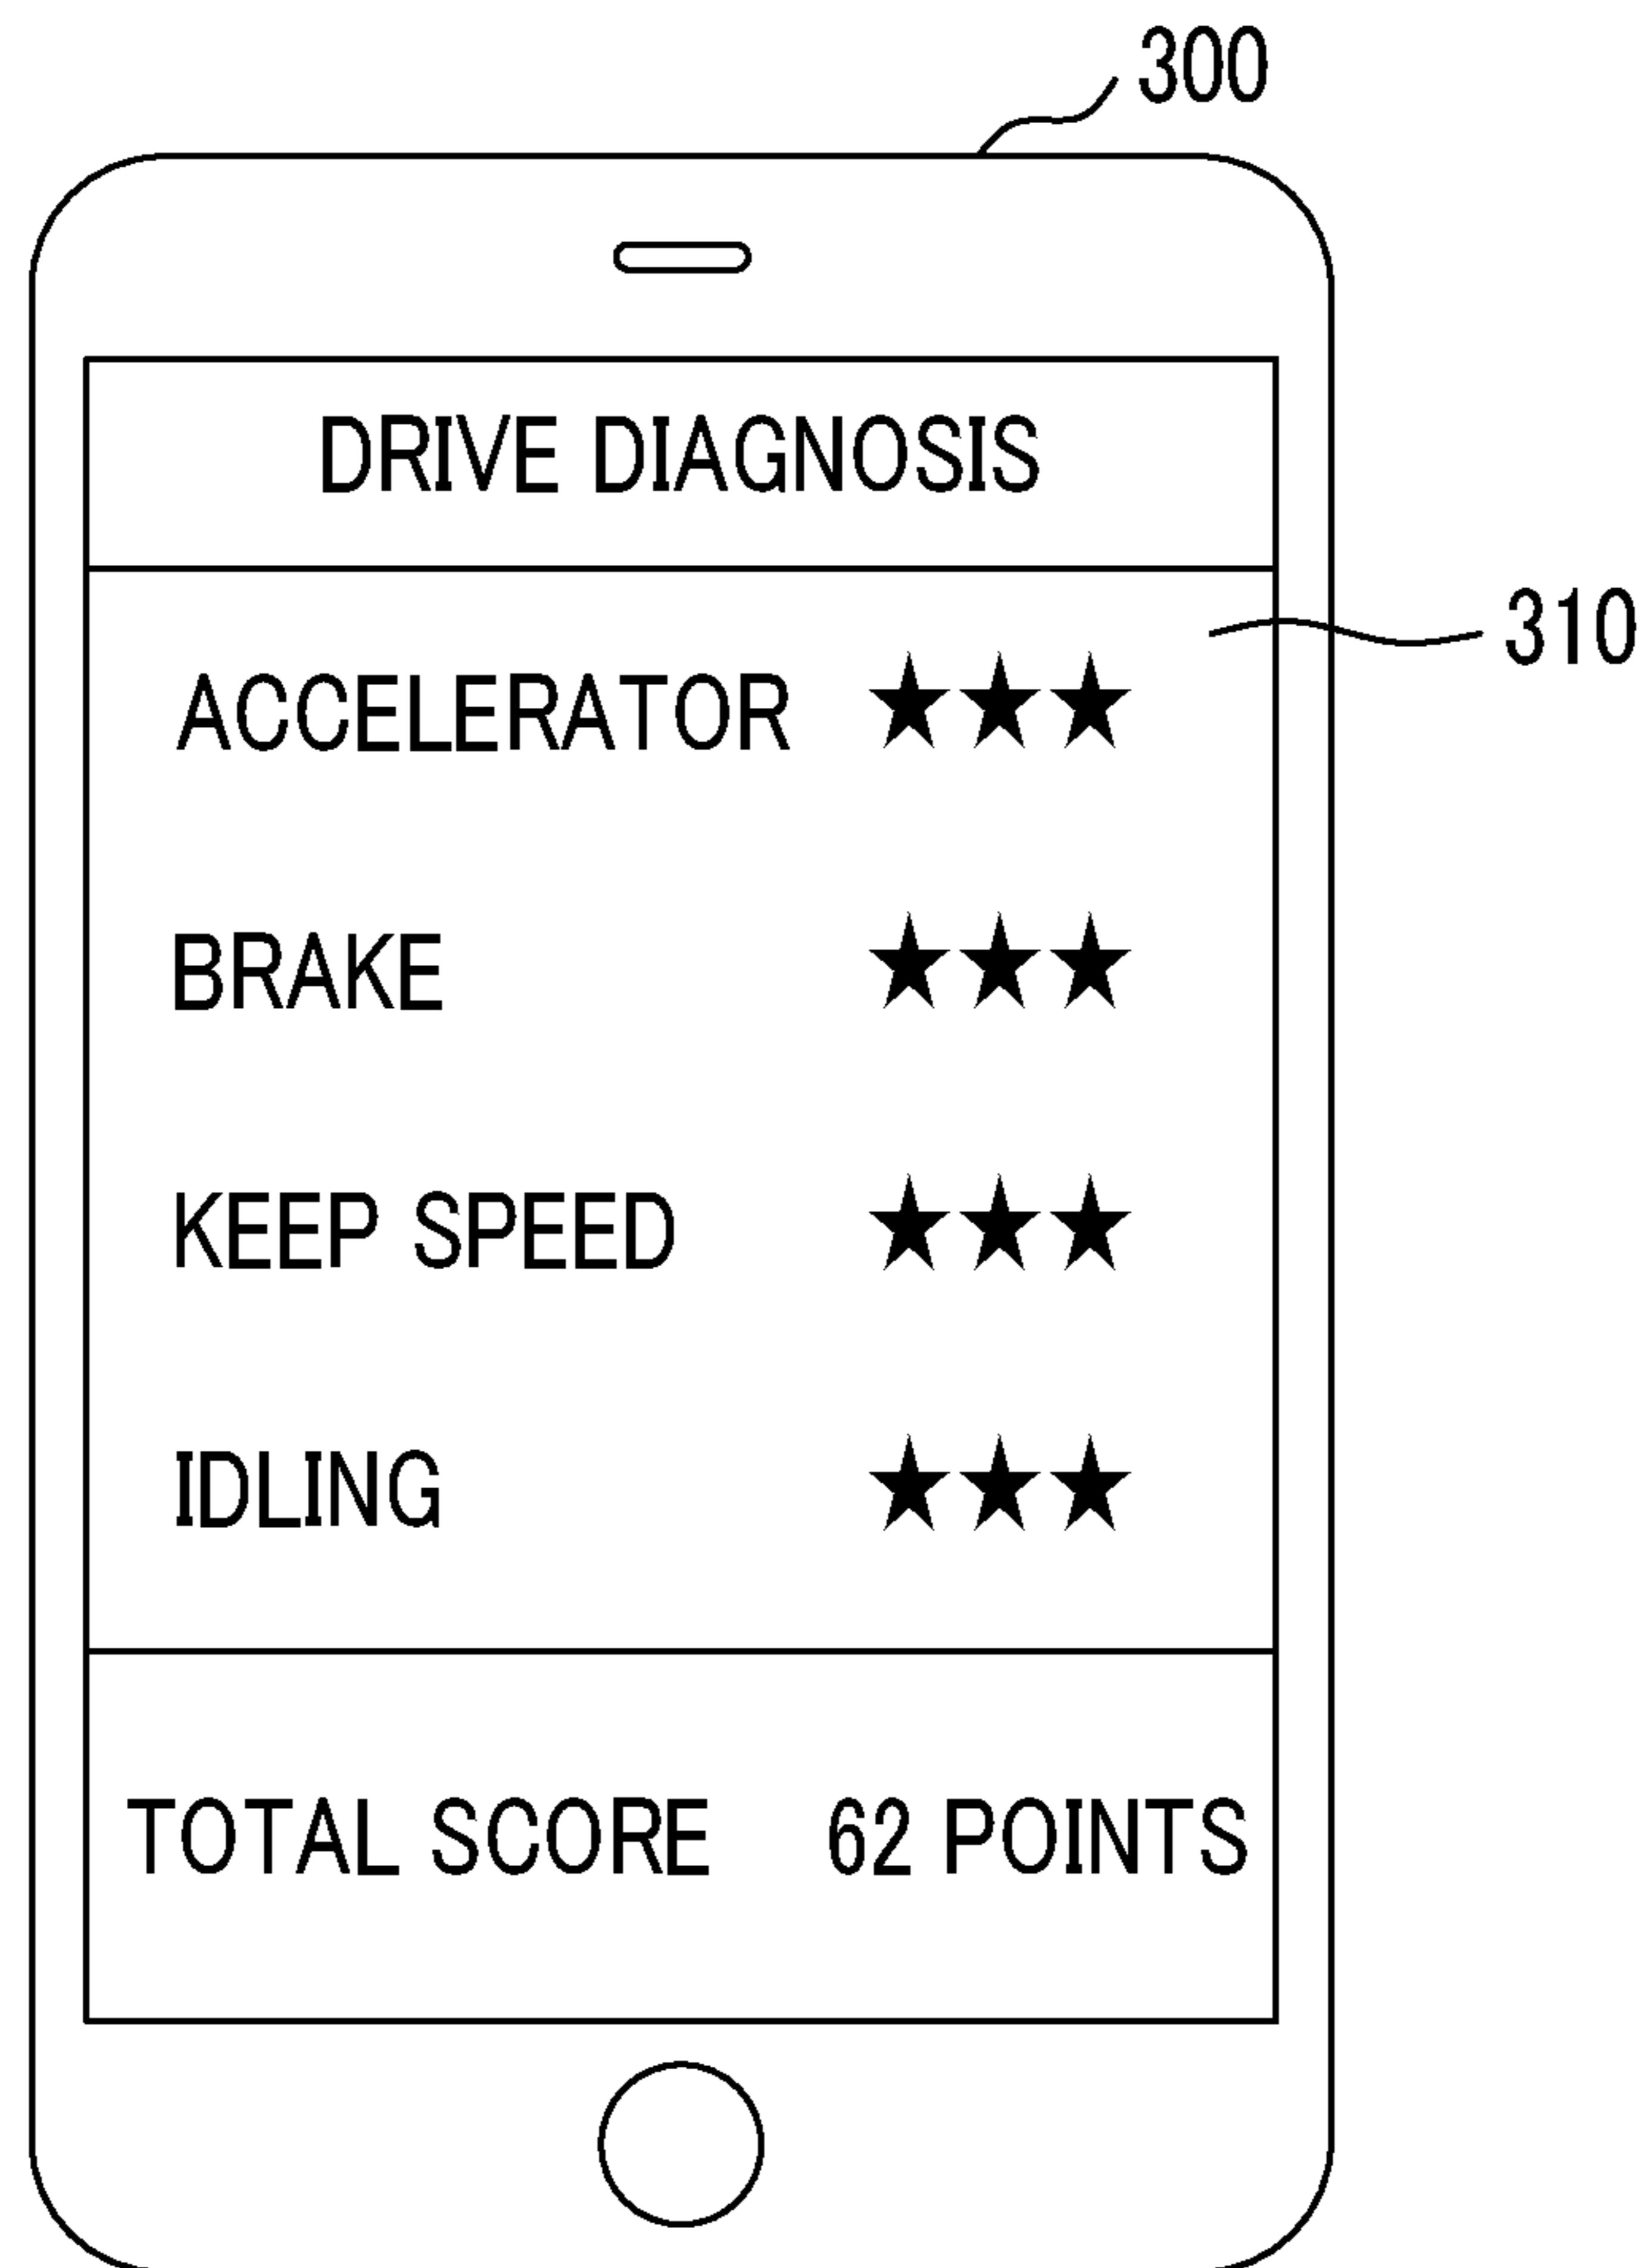 300
DRIVE DIAGNOSIS
310
ACCELERATOR ★★★
BRAKE ★★★
KEEP SPEED ★★★
IDLING ★★★
TOTAL SCORE 62 POINTS